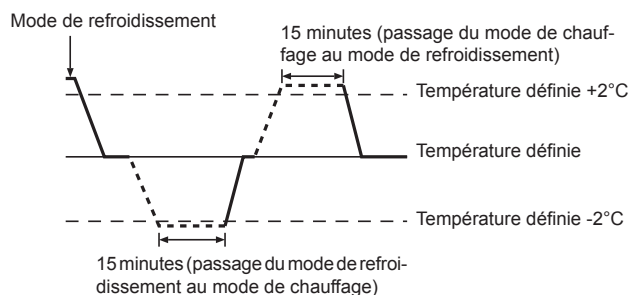 Mode de refroidissement
15 minutes (passage du mode de chauf-
fage au mode de refroidissement)
Température définie +2°C
Température définie
Température définie -2°C
15 minutes (passage du mode de refroi-
dissement au mode de chauffage)